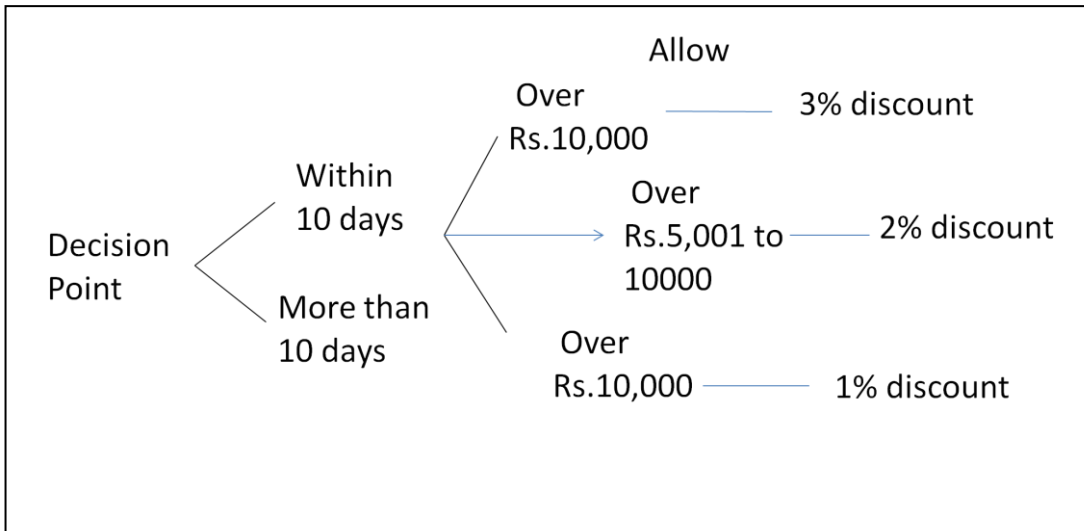 Allow
Over
Rs.10,000
3% discount
Within
10 days
Over
Rs.5,001 to
10000
2% discount
Decision
Point
More than
10 days
Over
Rs.10,000
1% discount